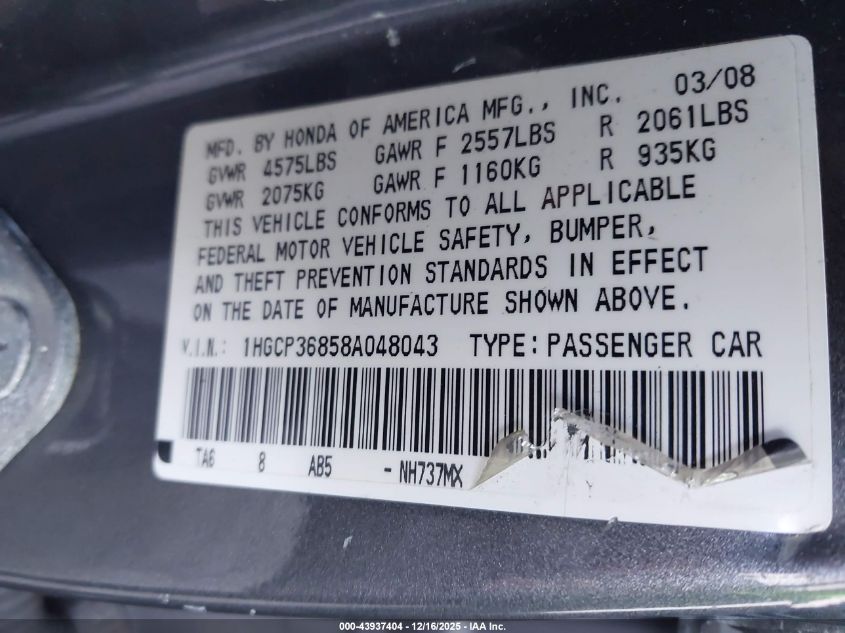 03/08
MFD. BY HONDA OF AMERICA MFG., INC.
GVWR 4575LBS GAWR F 2557LBS R 2061LBS
GVWR 2075KG GAWR F 1160KG R 935KG
THIS VEHICLE CONFORMS TO ALL APPLICABLE
FEDERAL MOTOR VEHICLE SAFETY, BUMPER,
AND THEFT PREVENTION STANDARDS IN EFFECT
ON THE DATE OF MANUFACTURE SHOWN ABOVE.
V.I.N.: 1HGCP36858A048043 TYPE: PASSENGER CAR
TA6 8 AB5 - NH737MX
000-43937404 - 12/16/2025 - IAA Inc.